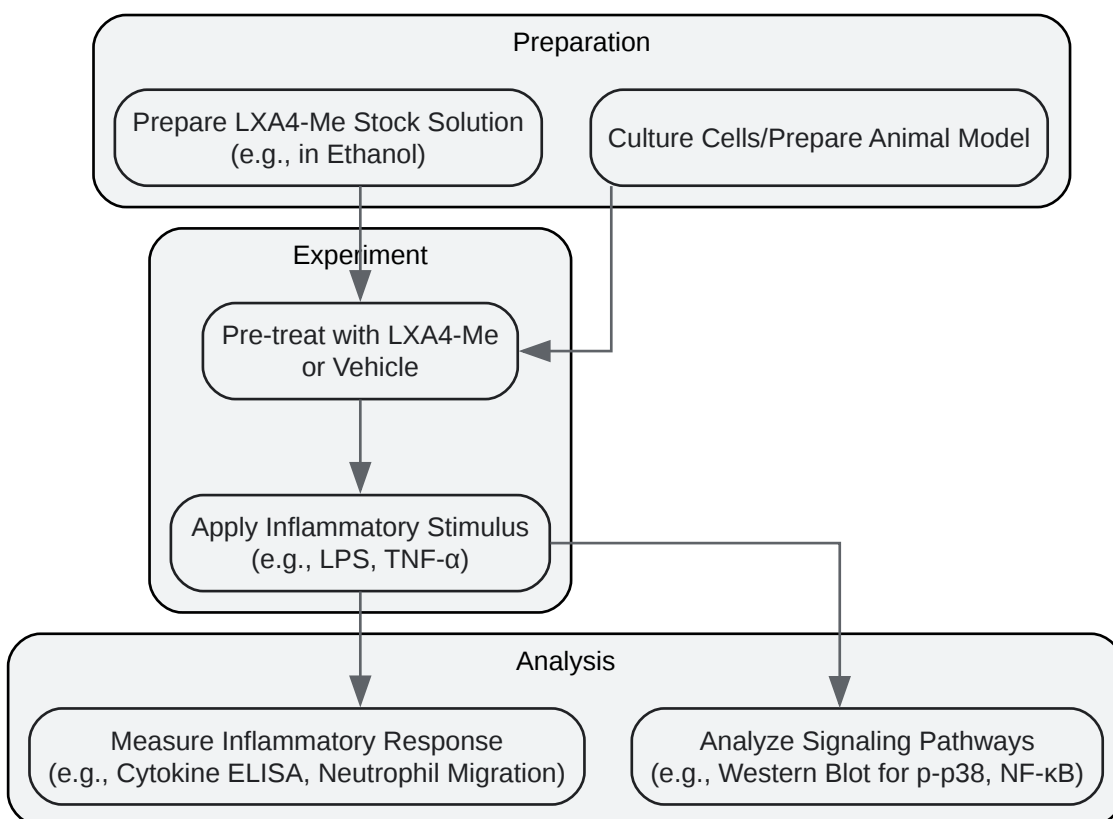 Preparation
Prepare LXA4-Me Stock Solution
(e.g., in Ethanol)
Culture Cells/Prepare Animal Model
Experiment
Pre-treat with LXA4-Me
or Vehicle
Apply Inflammatory Stimulus
(e.g., LPS, TNF-α)
Analysis
Measure Inflammatory Response
(e.g., Cytokine ELISA, Neutrophil Migration)
Analyze Signaling Pathways
(e.g., Western Blot for p-p38, NF-κB)